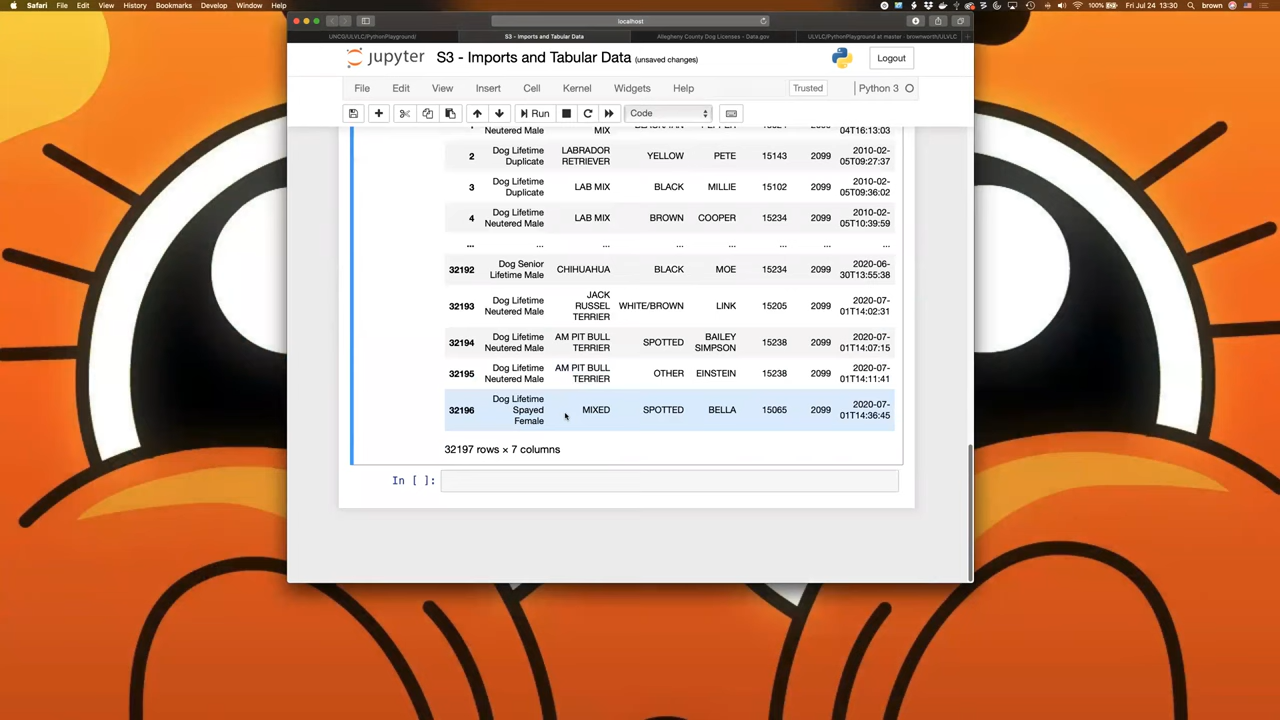 Safari File Edit View History Bookmarks Develop Window Help
100% Fri Jul 24 13:30 brown
localhost
UNCG/ULVLC/PythonPlayground/ S3 - Imports and Tabular Data Allegheny County Dog Licenses - Data.gov ULVLC/PythonPlayground at master · brownworth/ULVLC
jupyter S3 - Imports and Tabular Data (unsaved changes) Logout
File Edit View Insert Cell Kernel Widgets Help Trusted Python 3
Run Code
Neutered Male MIX 04T16:13:03
2 Dog Lifetime Duplicate LABRADOR RETRIEVER YELLOW PETE 15143 2099 2010-02-05T09:27:37
3 Dog Lifetime Duplicate LAB MIX BLACK MILLIE 15102 2099 2010-02-05T09:36:02
4 Dog Lifetime Neutered Male LAB MIX BROWN COOPER 15234 2099 2010-02-05T10:39:59
... ... ... ... ... ... ... ...
32192 Dog Senior Lifetime Male CHIHUAHUA BLACK MOE 15234 2099 2020-06-30T13:55:38
32193 Dog Lifetime Neutered Male JACK RUSSEL TERRIER WHITE/BROWN LINK 15205 2099 2020-07-01T14:02:31
32194 Dog Lifetime Neutered Male AM PIT BULL TERRIER SPOTTED BAILEY SIMPSON 15238 2099 2020-07-01T14:07:15
32195 Dog Lifetime Neutered Male AM PIT BULL TERRIER OTHER EINSTEIN 15238 2099 2020-07-01T14:11:41
32196 Dog Lifetime Spayed Female MIXED SPOTTED BELLA 15065 2099 2020-07-01T14:36:45
32197 rows × 7 columns
In [ ]: